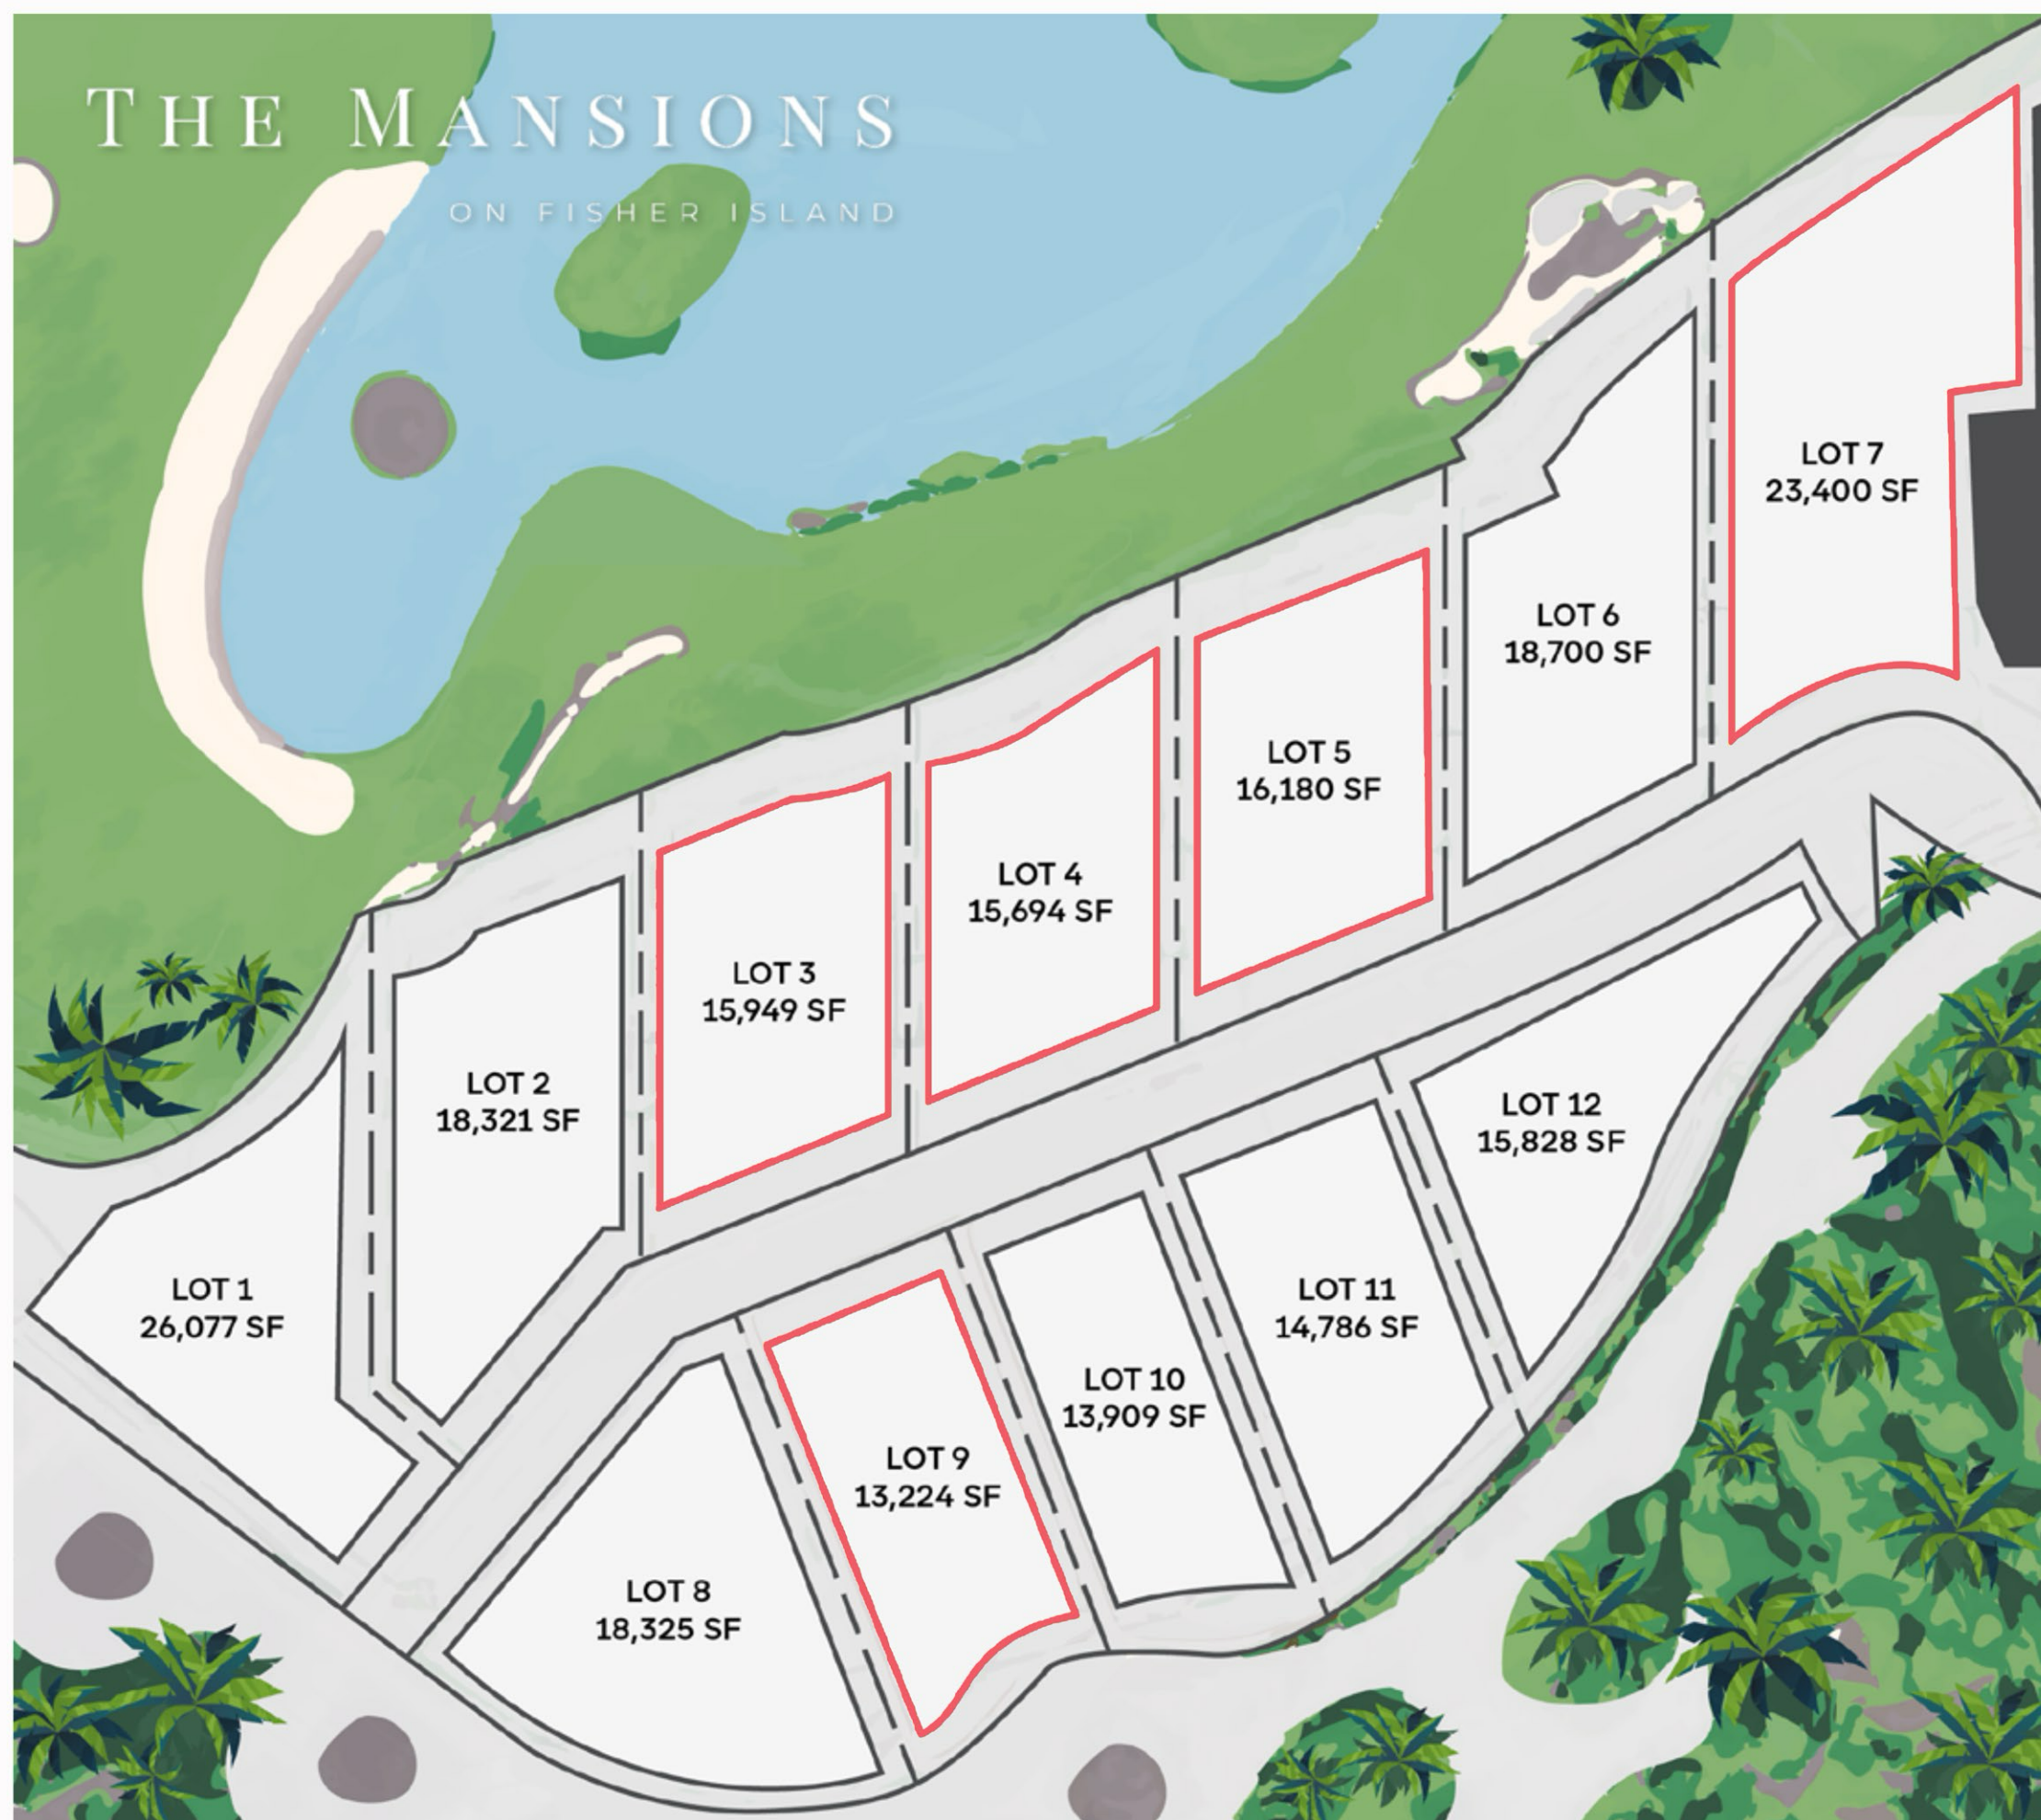 THE MANSIONS
ON FISHER ISLAND
LOT 7
23,400 SF
LOT 6
18,700 SF
LOT 5
16,180 SF
LOT 4
15,694 SF
LOT 3
15,949 SF
LOT 2
18,321 SF
LOT 1
26,077 SF
LOT 12
15,828 SF
LOT 11
14,786 SF
LOT 10
13,909 SF
LOT 9
13,224 SF
LOT 8
18,325 SF